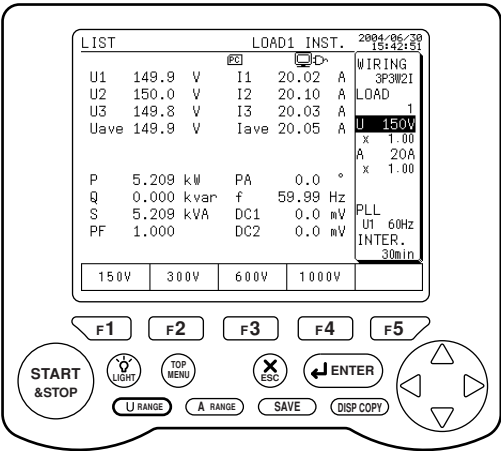 LIST LOAD1 INST. 2004/06/30
15:42:51
PC
U1 149.9 V I1 20.02 A
U2 150.0 V I2 20.10 A
U3 149.8 V I3 20.03 A
Uave 149.9 V Iave 20.05 A
P 5.209 kW PA 0.0 °
Q 0.000 kvar f 59.99 Hz
S 5.209 kVA DC1 0.0 mV
PF 1.000 DC2 0.0 mV
WIRING
3P3W2I
LOAD
1
U 150V
x 1.00
A 20A
x 1.00
PLL
U1 60Hz
INTER.
30min
150V 300V 600V 1000V
F1 F2 F3 F4 F5
START
&STOP
LIGHT
TOP
MENU
ESC
ENTER
U RANGE
A RANGE
SAVE
DISP COPY